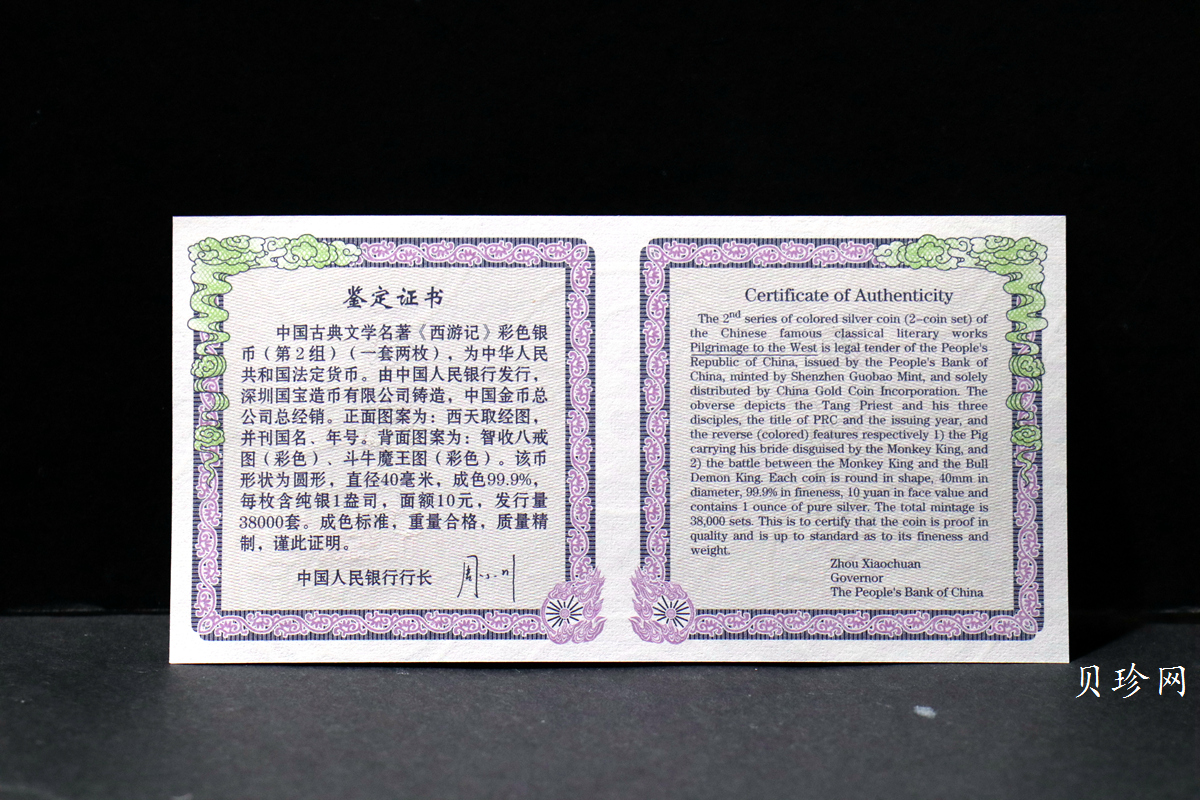 鉴定证书
中国古典文学名著《西游记》彩色银
币（第2组）（一套两枚），为中华人民
共和国法定货币。由中国人民银行发行，
深圳国宝造币有限公司铸造，中国金币总
公司总经销。正面图案为：西天取经图，
并刊国名、年号。背面图案为：智收八戒
图（彩色）、斗牛魔王图（彩色）。该币
形状为圆形，直径40毫米，成色99.9%，
每枚含纯银1盎司，面额10元，发行量
38000套。成色标准，重量合格，质量精
制，谨此证明。
中国人民银行行长 周小川
Certificate of Authenticity
The 2nd series of colored silver coin (2-coin set) of
the Chinese famous classical literary works
Pilgrimage to the West is legal tender of the People's
Republic of China, issued by the People's Bank of
China, minted by Shenzhen Guobao Mint, and solely
distributed by China Gold Coin Incorporation. The
obverse depicts the Tang Priest and his three
disciples, the title of PRC and the issuing year, and
the reverse (colored) features respectively 1) the Pig
carrying his bride disguised by the Monkey King, and
2) the battle between the Monkey King and the Bull
Demon King. Each coin is round in shape, 40mm in
diameter, 99.9% in fineness, 10 yuan in face value and
contains 1 ounce of pure silver. The total mintage is
38,000 sets. This is to certify that the coin is proof in
quality and is up to standard as to its fineness and
weight.
Zhou Xiaochuan
Governor
The People's Bank of China
贝珍网